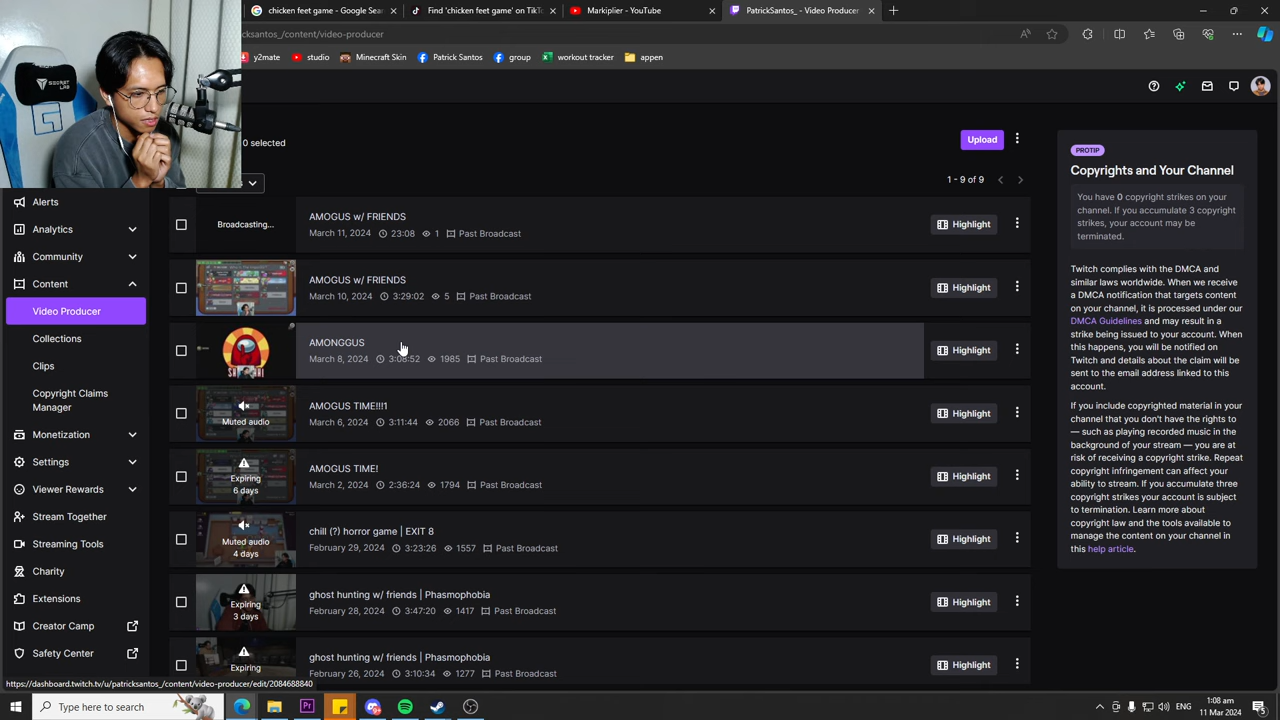 chicken feet game - Google Sear
Find 'chicken feet game' on TikTo
Markiplier - YouTube
PatrickSantos_ - Video Producer
cksantos_/content/video-producer
y2mate
studio
Minecraft Skin
Patrick Santos
group
workout tracker
appen
SECRET LAB
0 selected
Upload
1 - 9 of 9
Alerts
Analytics
Community
Content
Video Producer
Collections
Clips
Copyright Claims
Manager
Monetization
Settings
Viewer Rewards
Stream Together
Streaming Tools
Charity
Extensions
Creator Camp
Safety Center
Broadcasting...
AMOGUS w/ FRIENDS
March 11, 2024 23:08 1 Past Broadcast
Highlight
AMOGUS w/ FRIENDS
March 10, 2024 0:29:02 5 Past Broadcast
Highlight
AMONGGUS
March 8, 2024 3:08:52 1985 Past Broadcast
Highlight
Muted audio
AMOGUS TIME!!!1
March 6, 2024 3:11:44 2066 Past Broadcast
Highlight
Expiring
6 days
AMOGUS TIME!
March 2, 2024 2:36:24 1794 Past Broadcast
Highlight
Muted audio
4 days
chill (?) horror game | EXIT 8
February 29, 2024 3:23:26 1557 Past Broadcast
Highlight
Expiring
3 days
ghost hunting w/ friends | Phasmophobia
February 28, 2024 3:47:20 1417 Past Broadcast
Highlight
Expiring
ghost hunting w/ friends | Phasmophobia
February 26, 2024 3:10:34 1277 Past Broadcast
Highlight
PROTIP
Copyrights and Your Channel
You have 0 copyright strikes on your
channel. If you accumulate 3 copyright
strikes, your account may be
terminated.
Twitch complies with the DMCA and
similar laws worldwide. When we receive
a DMCA notification that targets content
on your channel, it is processed under our
DMCA Guidelines and may result in a
strike being issued to your account. When
this happens, you will be notified on
Twitch and details about the claim will be
sent to the email address linked to this
account.
If you include copyrighted material in your
channel that you don't have the rights to
— such as playing recorded music in the
background of your stream — you are at
risk of receiving a copyright strike. Repeat
copyright infringement can affect your
ability to stream. If you accumulate three
copyright strikes your account is subject
to termination. Learn more about
copyright law and the tools available to
manage the content on your channel in
this help article.
https://dashboard.twitch.tv/u/patricksantos_/content/video-producer/edit/2084688840
Type here to search
Pr
1:08 am
11 Mar 2024
5